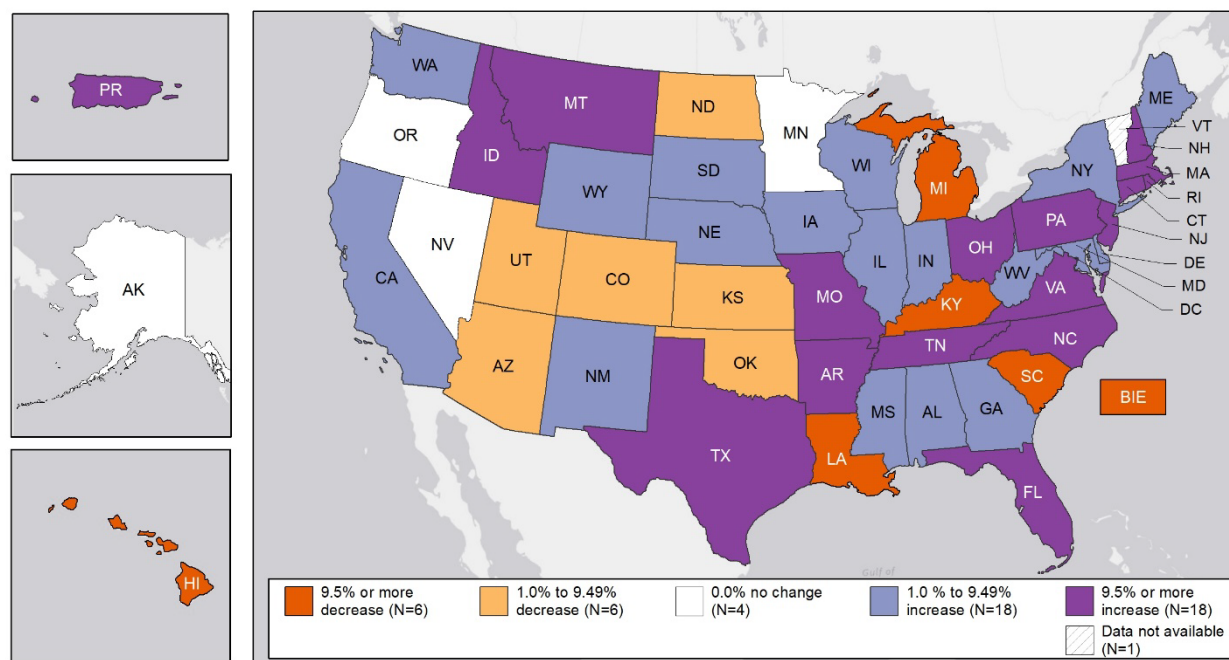 PR
AK
HI
WA
OR
CA
NV
ID
MT
WY
UT
AZ
CO
NM
ND
SD
NE
KS
OK
TX
MN
IA
MO
AR
LA
WI
IL
MI
IN
OH
KY
TN
MS
AL
GA
FL
SC
NC
VA
WV
PA
NY
ME
VT
NH
MA
RI
CT
NJ
DE
MD
DC
BIE
Gulf of
9.5% or more
decrease (N=6)
1.0% to 9.49%
decrease (N=6)
0.0% no change
(N=4)
1.0 % to 9.49%
increase (N=18)
9.5% or more
increase (N=18)
Data not available
(N=1)